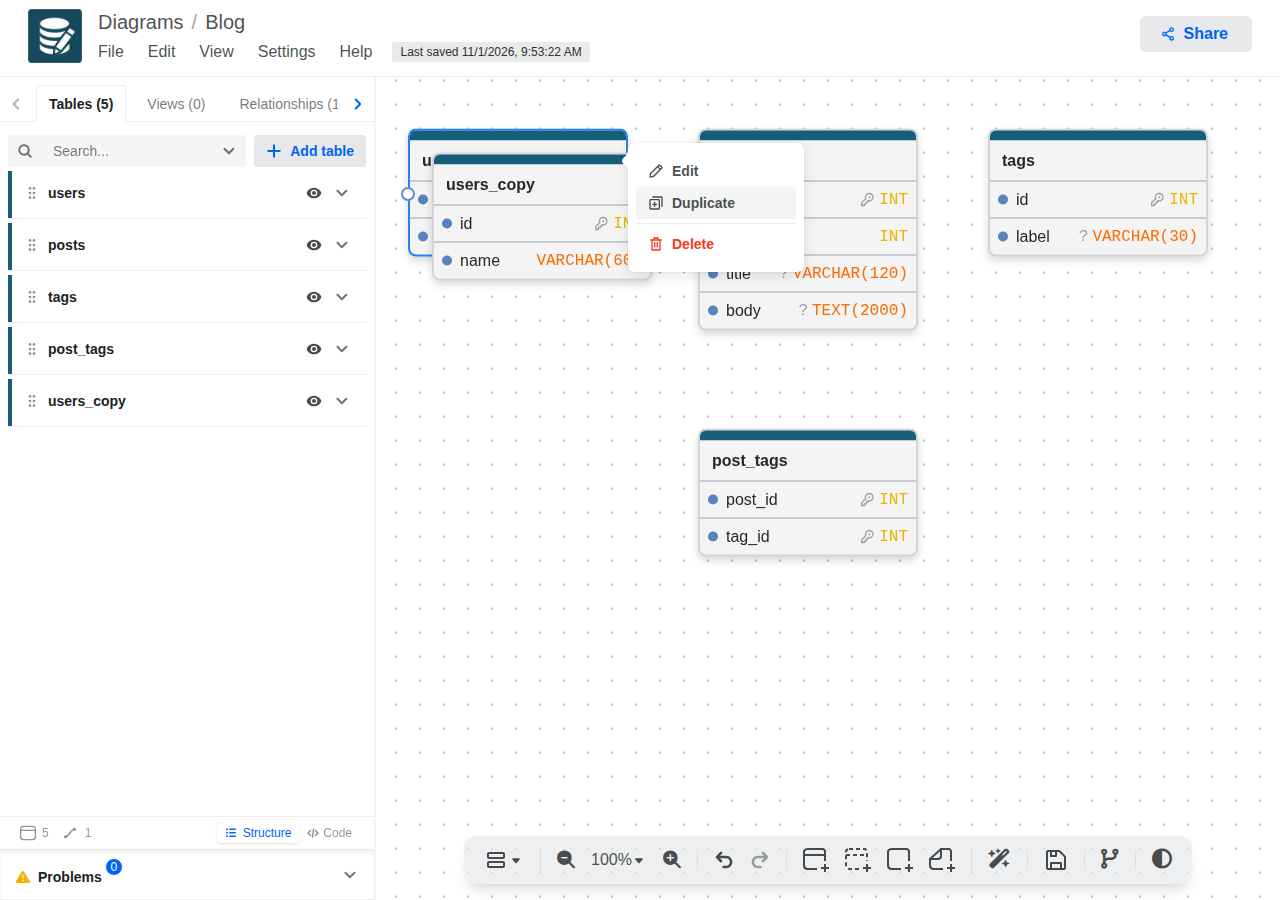 Diagrams / Blog
File Edit View Settings Help Last saved 11/1/2026, 9:53:22 AM
Share
Tables (5) Views (0) Relationships (1
Search... Add table
users
posts
tags
post_tags
users_copy
5 1 Structure Code
Problems 0
users_copy
id
name VARCHAR(60
Edit
Duplicate
Delete
INT
INT
title ? VARCHAR(120)
body ? TEXT(2000)
tags
id INT
label ? VARCHAR(30)
post_tags
post_id INT
tag_id INT
100%